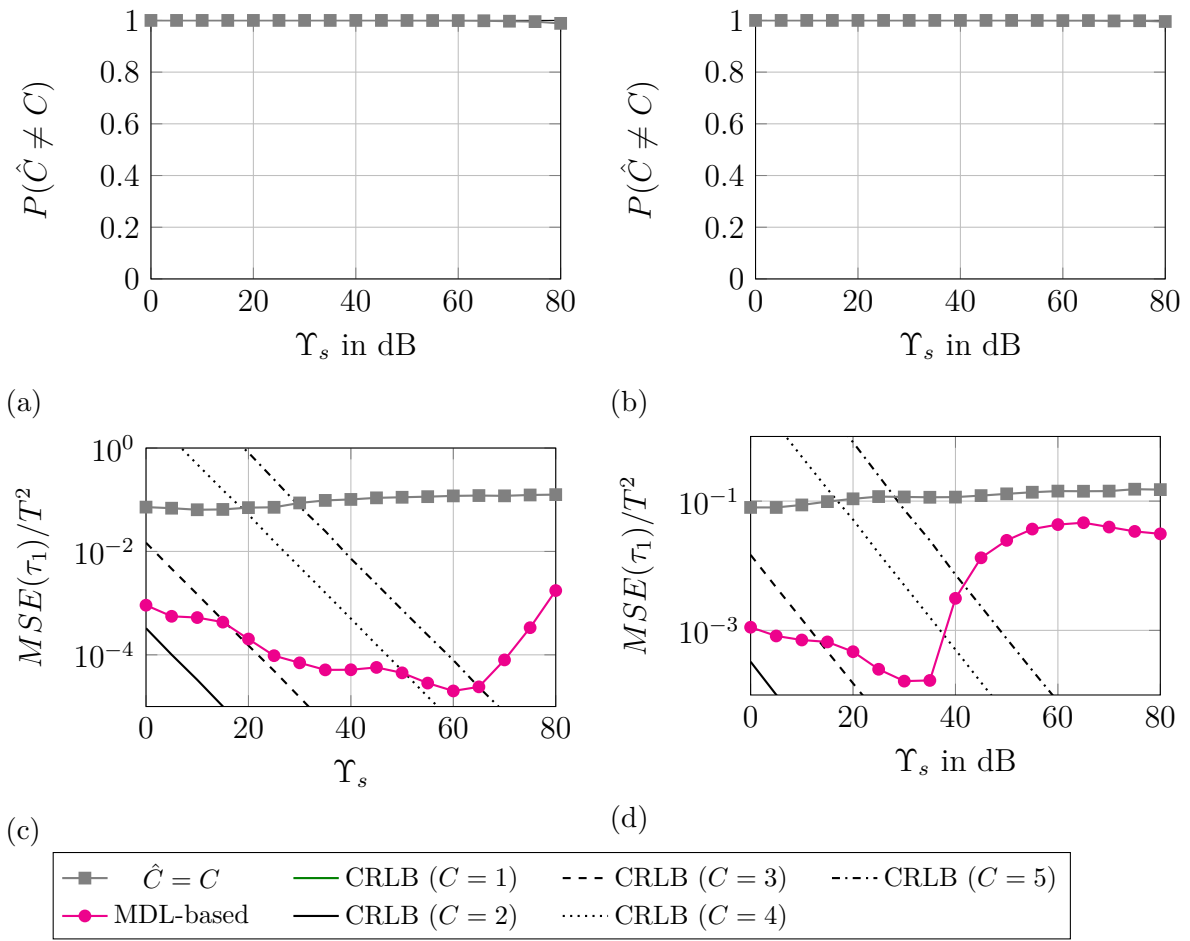 1
0.8
0.6
0.4
0.2
0
P(Ĉ ≠ C)
0 20 40 60 80
Υ_s in dB
(a)
1
0.8
0.6
0.4
0.2
0
P(Ĉ ≠ C)
0 20 40 60 80
Υ_s in dB
(b)
10^0
10^−2
10^−4
MSE(τ_1)/T^2
0 20 40 60 80
Υ_s
(c)
10^−1
10^−3
MSE(τ_1)/T^2
0 20 40 60 80
Υ_s in dB
(d)
Ĉ = C CRLB (C = 1) CRLB (C = 3) CRLB (C = 5)
MDL-based CRLB (C = 2) CRLB (C = 4)